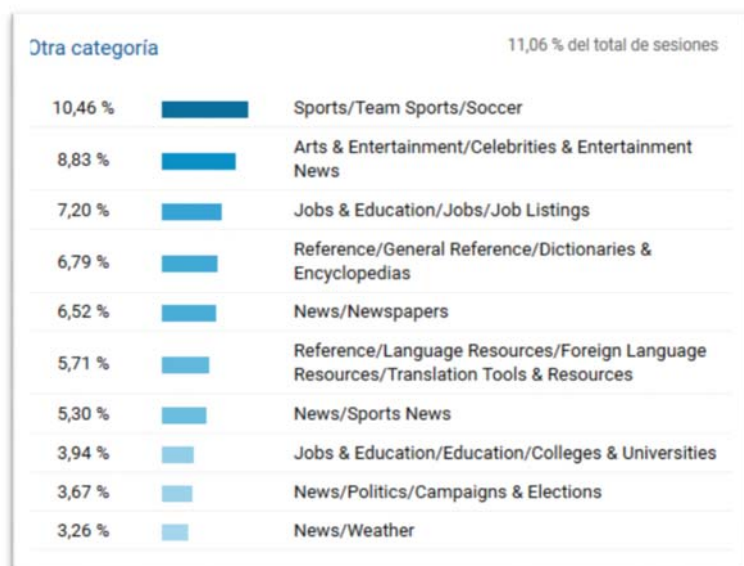 Otra categoría
11,06 % del total de sesiones
10,46 % Sports/Team Sports/Soccer
8,83 % Arts & Entertainment/Celebrities & Entertainment
News
7,20 % Jobs & Education/Jobs/Job Listings
6,79 % Reference/General Reference/Dictionaries &
Encyclopedias
6,52 % News/Newspapers
5,71 % Reference/Language Resources/Foreign Language
Resources/Translation Tools & Resources
5,30 % News/Sports News
3,94 % Jobs & Education/Education/Colleges & Universities
3,67 % News/Politics/Campaigns & Elections
3,26 % News/Weather